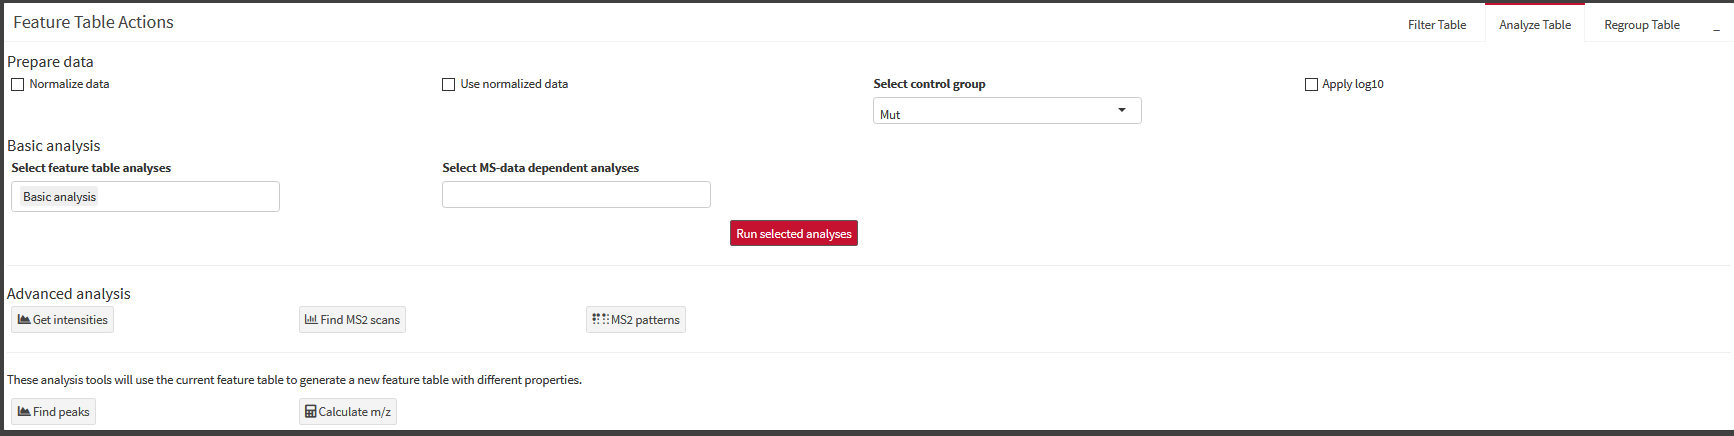 Feature Table Actions
Filter Table
Analyze Table
Regroup Table
_
Prepare data
Normalize data
Use normalized data
Select control group
Apply log10
Mut
Basic analysis
Select feature table analyses
Select MS-data dependent analyses
Basic analysis
Run selected analyses
Advanced analysis
Get intensities
Find MS2 scans
MS2 patterns
These analysis tools will use the current feature table to generate a new feature table with different properties.
Find peaks
Calculate m/z